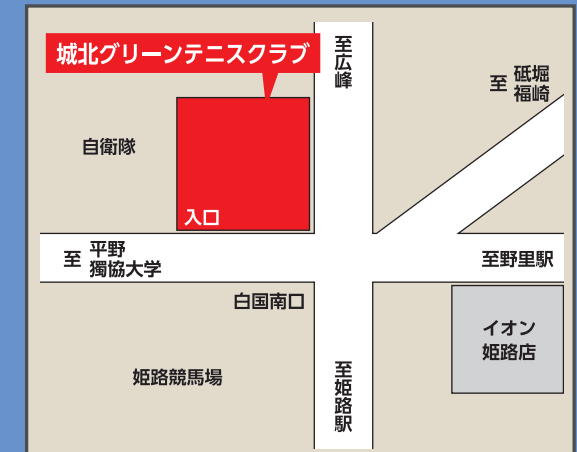 城北グリーンテニスクラブ
至広峰
至 砥堀
福崎
自衛隊
入口
至 平野
獨協大学
至野里駅
白国南口
イオン
姫路店
姫路競馬場
至姫路駅